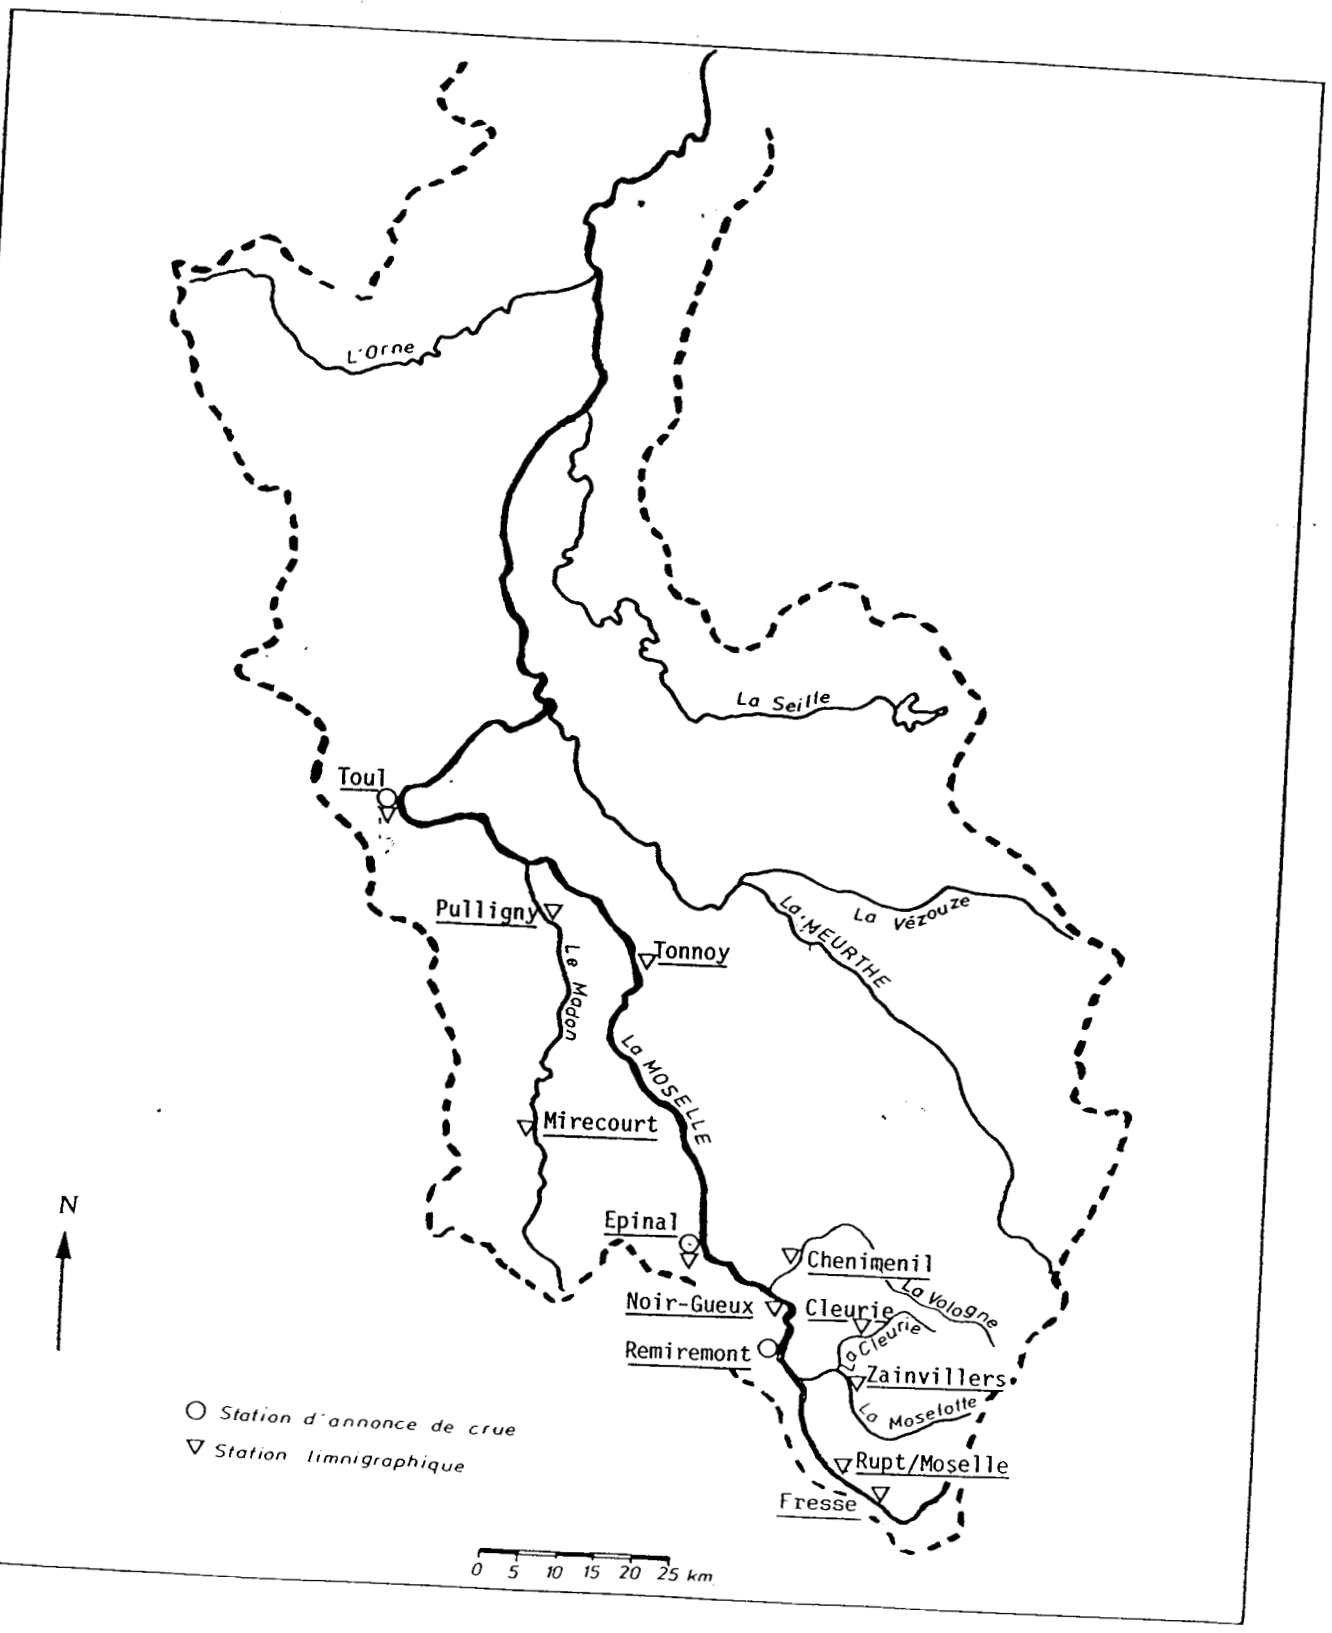 L'Orne
La Seille
Toul
La Vézouze
La MEURTHE
Pulligny
Tonnoy
Le Madon
La MOSELLE
Mirecourt
N
Epinal
Chenimenil
La Vologne
Noir-Gueux
Cleurie
La Cleurie
Remiremont
Zainvillers
La Moselotte
Rupt/Moselle
Fresse
Station d'annonce de crue
Station limnigraphique
0 5 10 15 20 25 km